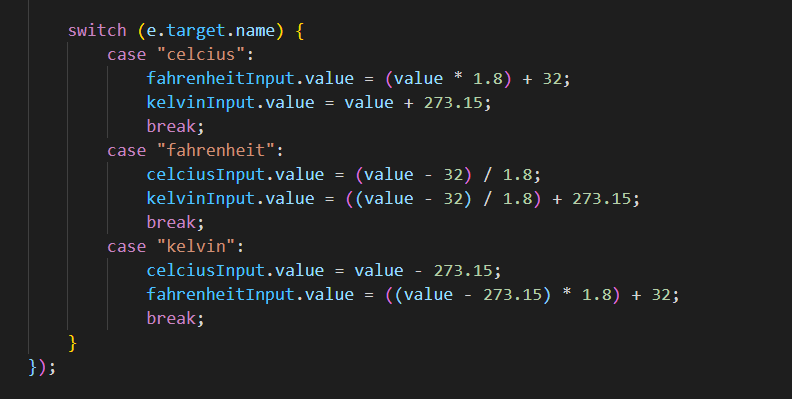 switch (e.target.name) {
case "celcius":
fahrenheitInput.value = (value * 1.8) + 32;
kelvinInput.value = value + 273.15;
break;
case "fahrenheit":
celciusInput.value = (value - 32) / 1.8;
kelvinInput.value = ((value - 32) / 1.8) + 273.15;
break;
case "kelvin":
celciusInput.value = value - 273.15;
fahrenheitInput.value = ((value - 273.15) * 1.8) + 32;
break;
}
});